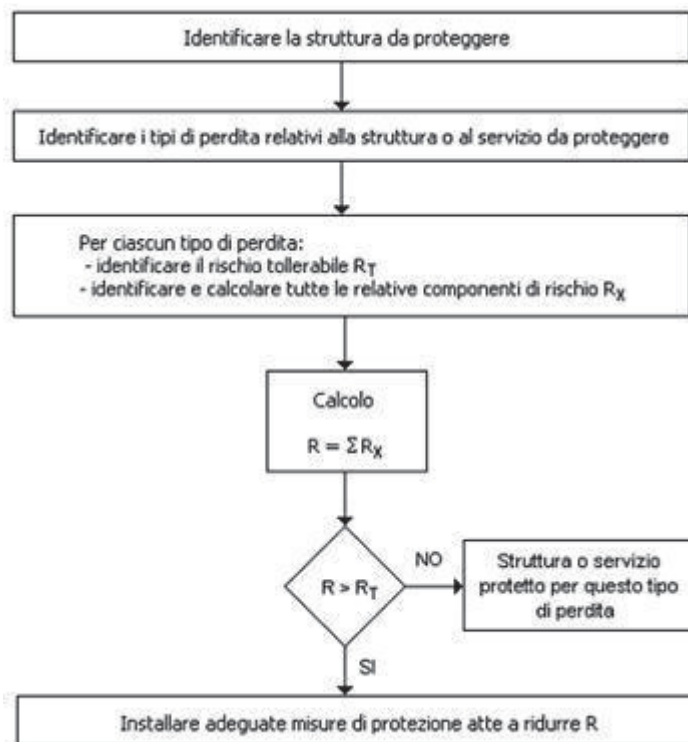 Identificare la struttura da proteggere
Identificare i tipi di perdita relativi alla struttura o al servizio da proteggere
Per ciascun tipo di perdita:
- identificare il rischio tollerabile RT
- identificare e calcolare tutte le relative componenti di rischio RX
Calcolo
R = ΣRX
R > RT
NO
Struttura o servizio
protetto per questo tipo
di perdita
SI
Installare adeguate misure di protezione atte a ridurre R